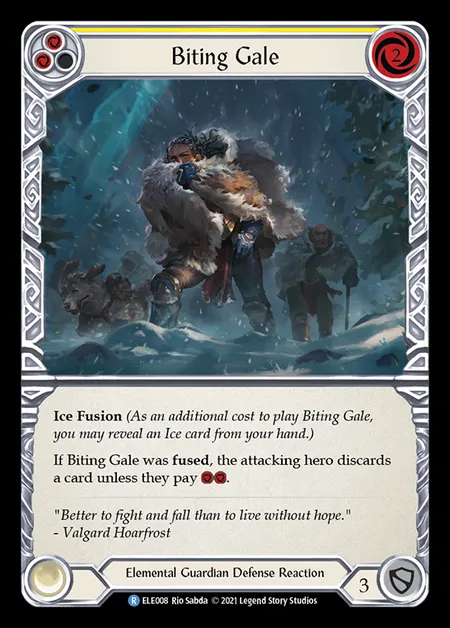 Biting Gale
2
Ice Fusion (As an additional cost to play Biting Gale,
you may reveal an Ice card from your hand.)
If Biting Gale was fused, the attacking hero discards
a card unless they pay .
"Better to fight and fall than to live without hope."
- Valgard Hoarfrost
Elemental Guardian Defense Reaction
3
R ELE008 Rio Sabda © 2021 Legend Story Studios